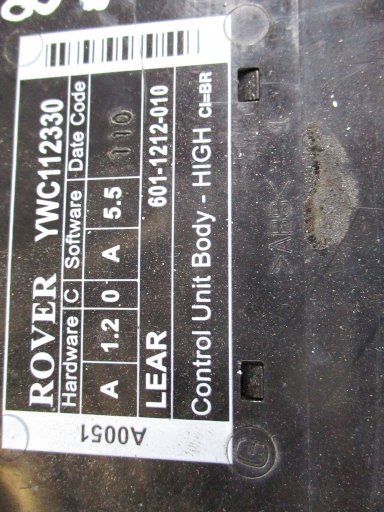 ROVER YWC112330
Hardware C Software Date Code
A 1.2 0 A 5.5 110
LEAR 601-1212-010
Control Unit Body - HIGH CI=BR
A0051